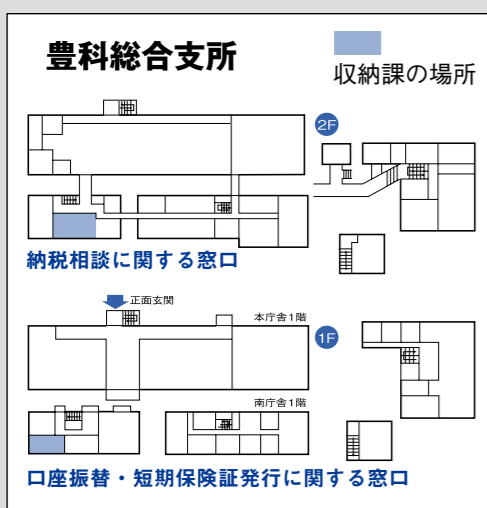 豊科総合支所
収納課の場所
2F
納税相談に関する窓口
正面玄関
本庁舎1階
1F
南庁舎1階
口座振替・短期保険証発行に関する窓口